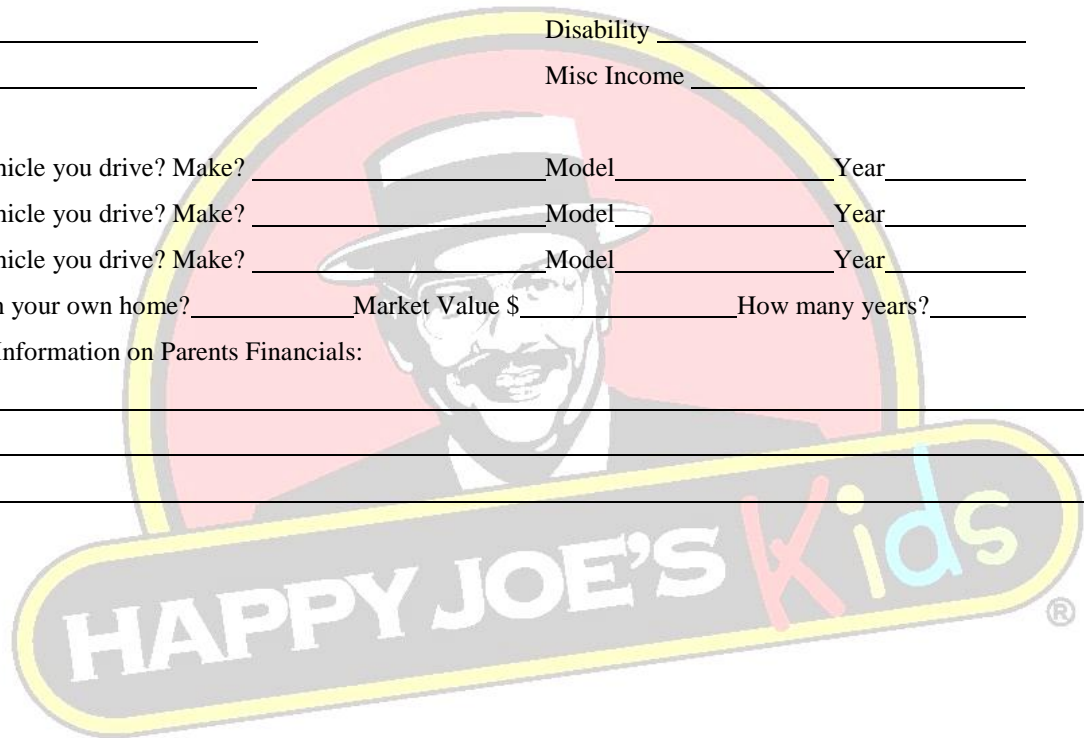 Disability
Misc Income
hicle you drive? Make? Model Year
hicle you drive? Make? Model Year
hicle you drive? Make? Model Year
n your own home? Market Value $ How many years?
Information on Parents Financials:
HAPPY JOE'S Kids ®